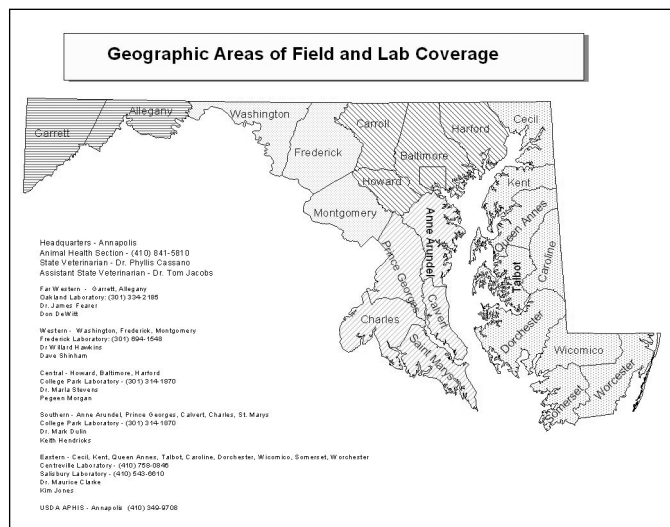 Geographic Areas of Field and Lab Coverage
Garrett
Allegany
Washington
Frederick
Carroll
Baltimore
Harford
Cecil
Howard
Montgomery
Kent
Queen Annes
Anne Arundel
Prince Georges
Talbot
Caroline
Calvert
Charles
Saint Marys
Dorchester
Wicomico
Somerset
Worcester
Headquarters - Annapolis
Animal Health Section - (410) 841-5810
State Veterinarian - Dr. Phyllis Cassano
Assistant State Veterinarian - Dr. Tom Jacobs
Far Western - Garrett, Allegany
Oakland Laboratory: (301) 334-2185
Dr. James Fearer
Don DeWitt
Western - Washington, Frederick, Montgomery
Frederick Laboratory: (301) 694-1548
Dr Willard Hawkins
Dave Shinham
Central - Howard, Baltimore, Harford
College Park Laboratory - (301) 314-1870
Dr. Marla Stevens
Pegeen Morgan
Southern - Anne Arundel, Prince Georges, Calvert, Charles, St. Marys
College Park Laboratory - (301) 314-1870
Dr. Mark Dulin
Keith Hendricks
Eastern - Cecil, Kent, Queen Annes, Talbot, Caroline, Dorchester, Wicomico, Somerset, Worchester
Centreville Laboratory - (410) 758-0846
Salisbury Laboratory - (410) 543-6610
Dr. Maurice Clarke
Kim Jones
USDA APHIS - Annapolis (410) 349-9708